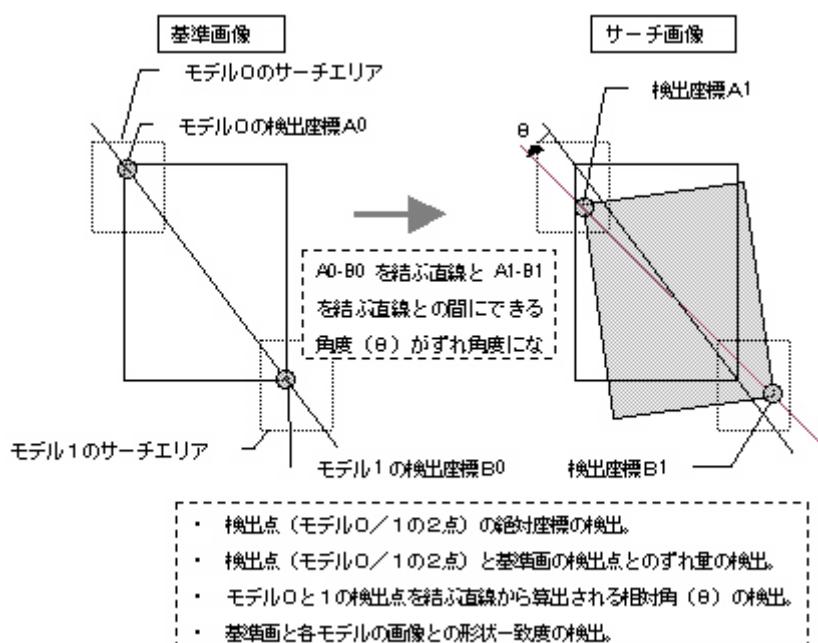 基準画像
サーチ画像
モデル0のサーチエリア
検出座標A1
モデル0の検出座標A0
θ
A0-B0 を結ぶ直線と A1-B1
を結ぶ直線との間にできる
角度（θ）がずれ角度にな
モデル1のサーチエリア
モデル1の検出座標B0
検出座標B1
・ 検出点（モデル0／1の2点）の絶対座標の検出。
・ 検出点（モデル0／1の2点）と基準画の検出点とのずれ量の検出。
・ モデル0と1の検出点を結ぶ直線から算出される相対角（θ）の検出。
・ 基準画と各モデルの画像との形状一致度の検出。